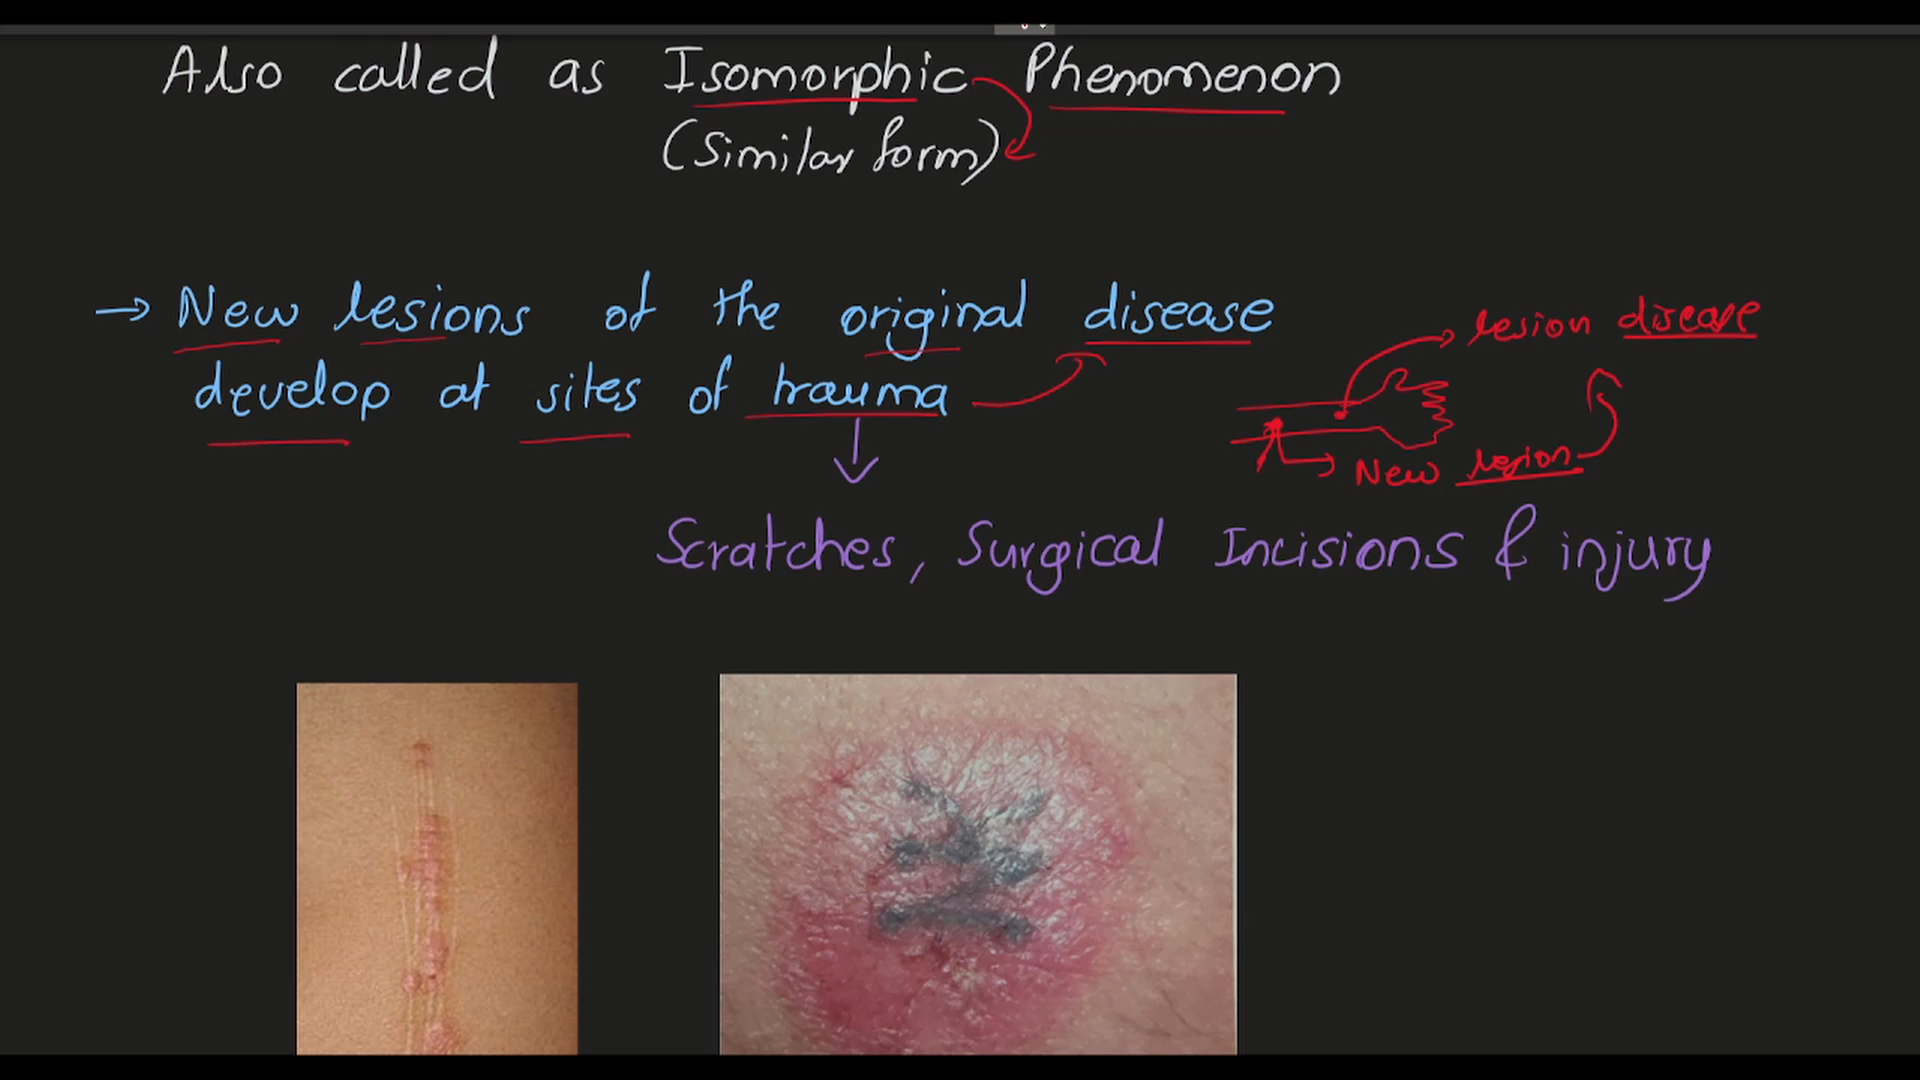 Also called as Isomorphic Phenomenon
(Similar form)
→ New lesions of the original disease
develop at sites of trauma
lesion disease
New lesion
Scratches, Surgical Incisions & injury